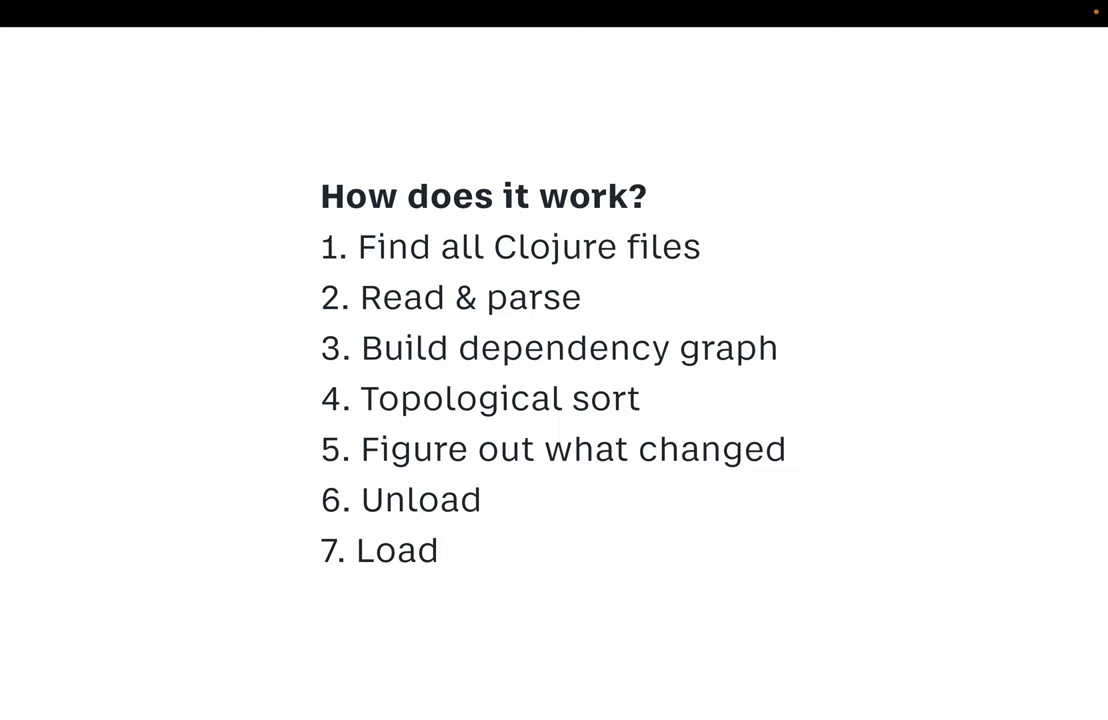 How does it work?
1. Find all Clojure files
2. Read & parse
3. Build dependency graph
4. Topological sort
5. Figure out what changed
6. Unload
7. Load